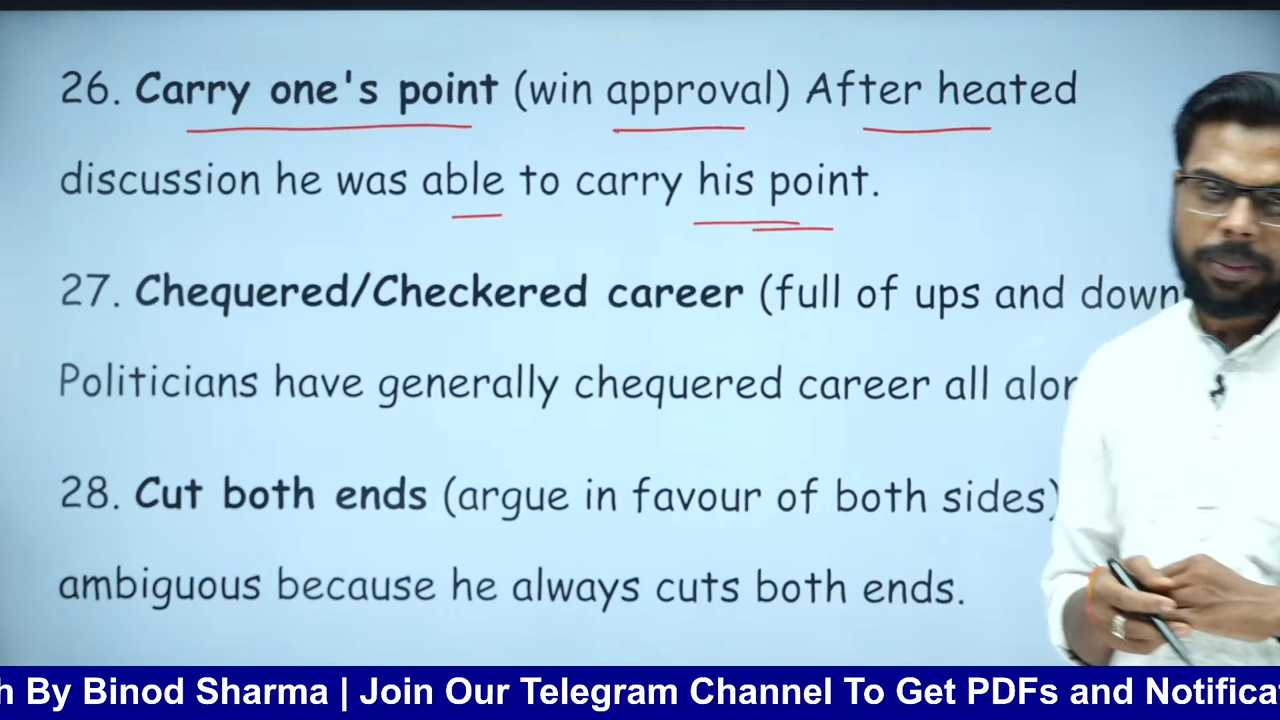 26. Carry one's point (win approval) After heated
discussion he was able to carry his point.
27. Chequered/Checkered career (full of ups and down
Politicians have generally chequered career all
28. Cut both ends (argue in favour of both sides)
ambiguous because he always cuts both ends.
By Binod Sharma | Join Our Telegram Channel To Get PDFs and